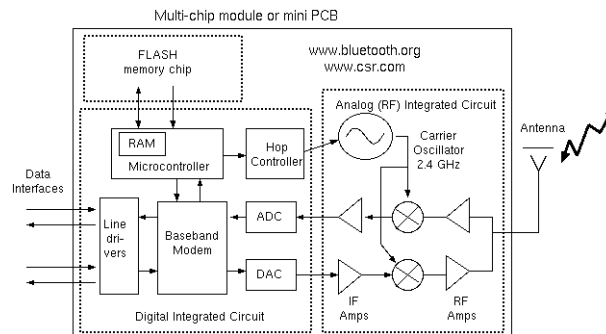 Multi-chip module or mini PCB
FLASH
memory chip
www.bluetooth.org
www.csr.com
Analog (RF) Integrated Circuit
RAM
Microcontroller
Hop
Controller
Carrier
Oscillator
2.4 GHz
Antenna
Data
Interfaces
Line
dri-
vers
Baseband
Modem
ADC
DAC
IF
Amps
RF
Amps
Digital Integrated Circuit